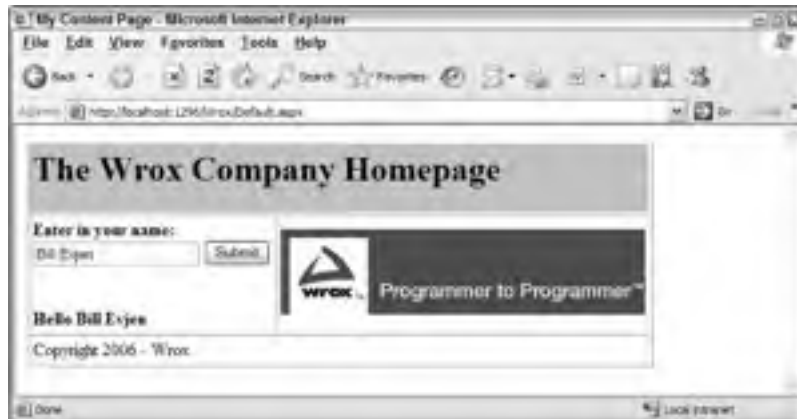 My Content Page - Microsoft Internet Explorer
File Edit View Favorites Tools Help
Back Search Favorites
Address http://localhost:1296/Wrox/Default.aspx Go
The Wrox Company Homepage
Enter in your name:
Bill Evjen Submit
wrox Programmer to Programmer™
Hello Bill Evjen
Copyright 2006 - Wrox
Done Local intranet